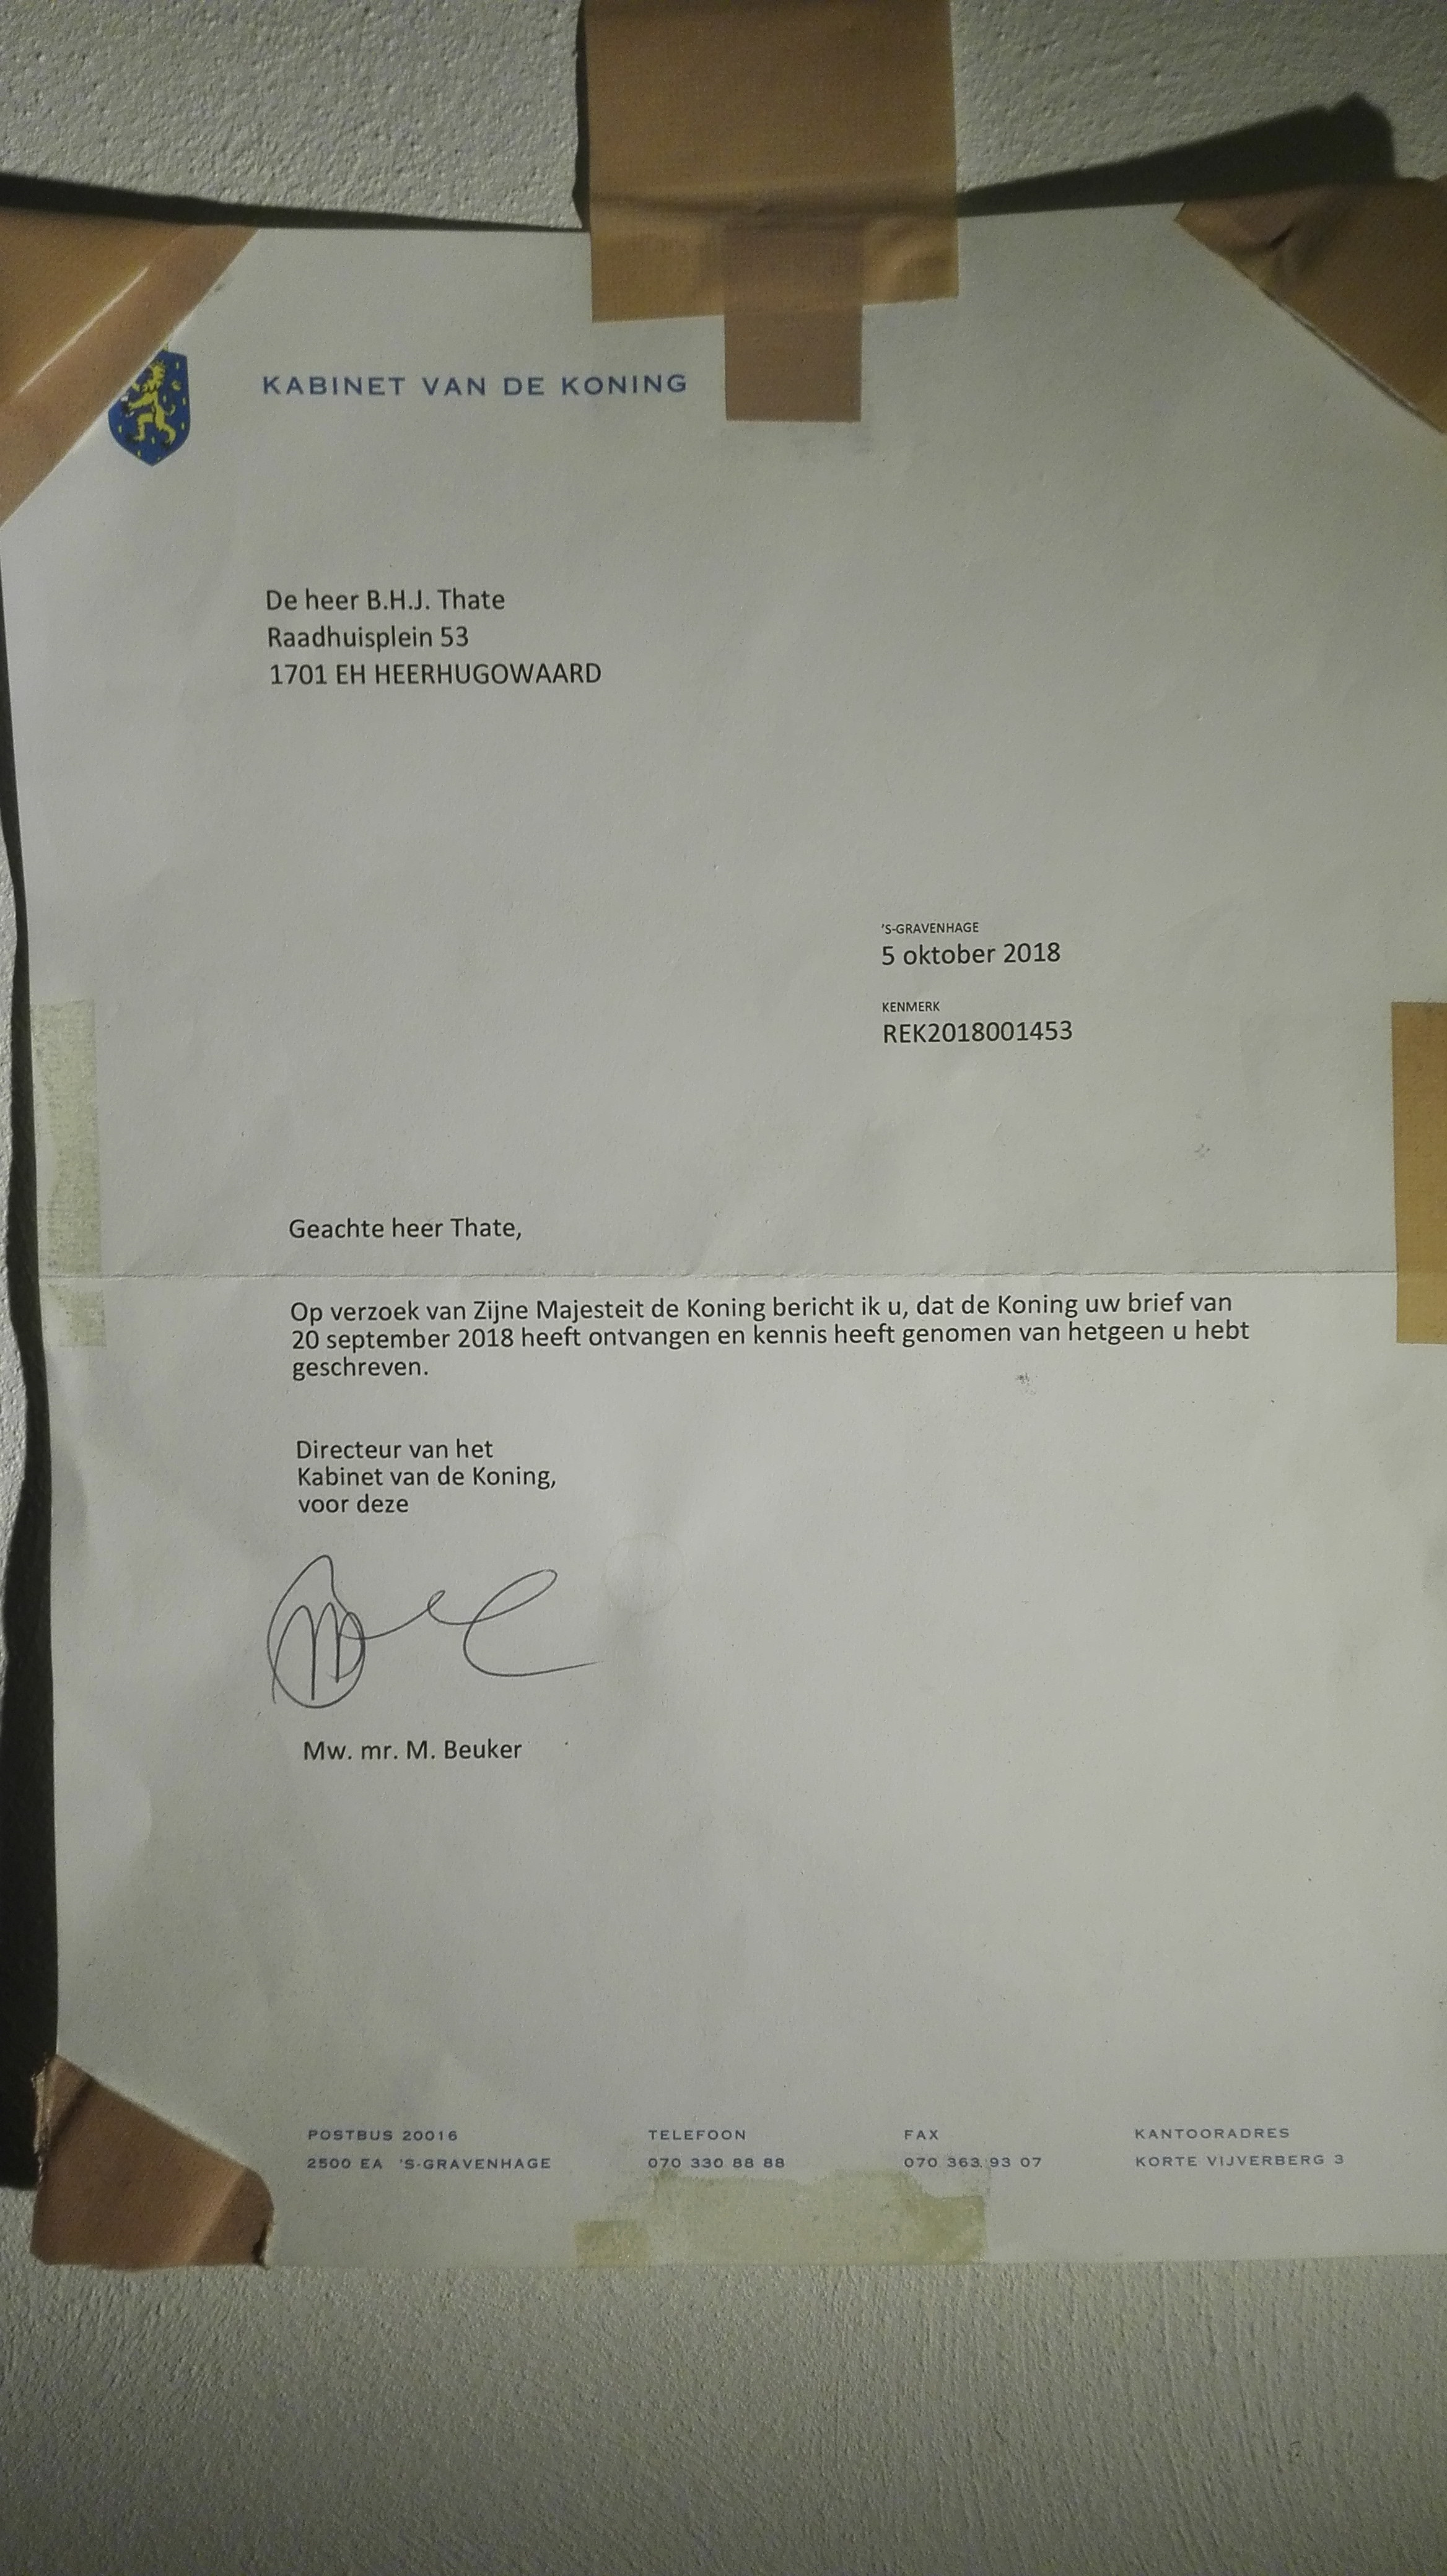 KABINET VAN DE KONING
De heer B.H.J. Thate
Raadhuisplein 53
1701 EH HEERHUGOWAARD
'S-GRAVENHAGE
5 oktober 2018
KENMERK
REK2018001453
Geachte heer Thate,
Op verzoek van Zijne Majesteit de Koning bericht ik u, dat de Koning uw brief van
20 september 2018 heeft ontvangen en kennis heeft genomen van hetgeen u hebt
geschreven.
Directeur van het
Kabinet van de Koning,
voor deze
Mw. mr. M. Beuker
POSTBUS 20016 TELEFOON FAX KANTOORADRES
2500 EA 'S-GRAVENHAGE 070 330 88 88 070 363 93 07 KORTE VIJVERBERG 3